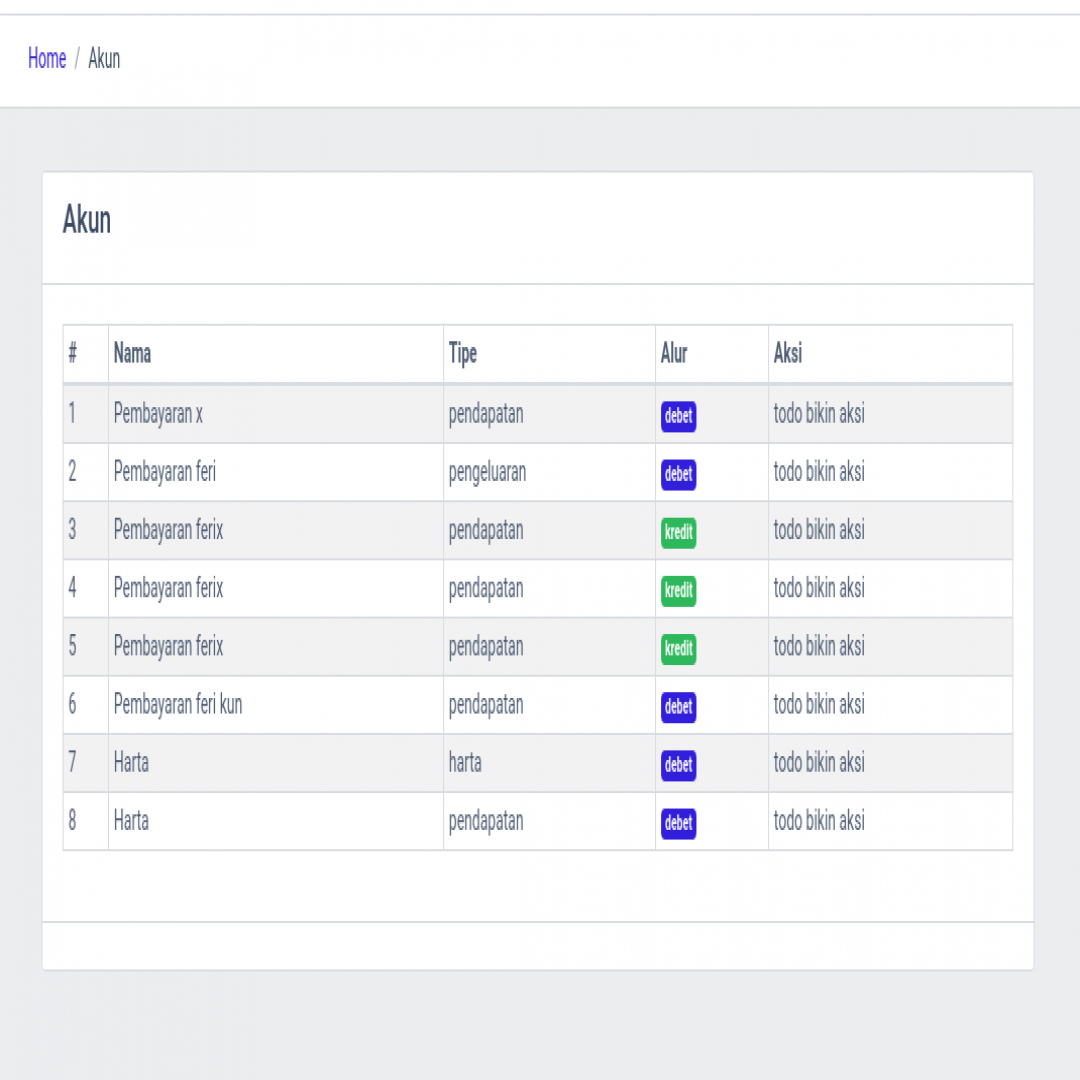 Home / Akun
Akun
# Nama Tipe Alur Aksi
1 Pembayaran x pendapatan debet todo bikin aksi
2 Pembayaran feri pengeluaran debet todo bikin aksi
3 Pembayaran ferix pendapatan kredit todo bikin aksi
4 Pembayaran ferix pendapatan kredit todo bikin aksi
5 Pembayaran ferix pendapatan kredit todo bikin aksi
6 Pembayaran feri kun pendapatan debet todo bikin aksi
7 Harta harta debet todo bikin aksi
8 Harta pendapatan debet todo bikin aksi